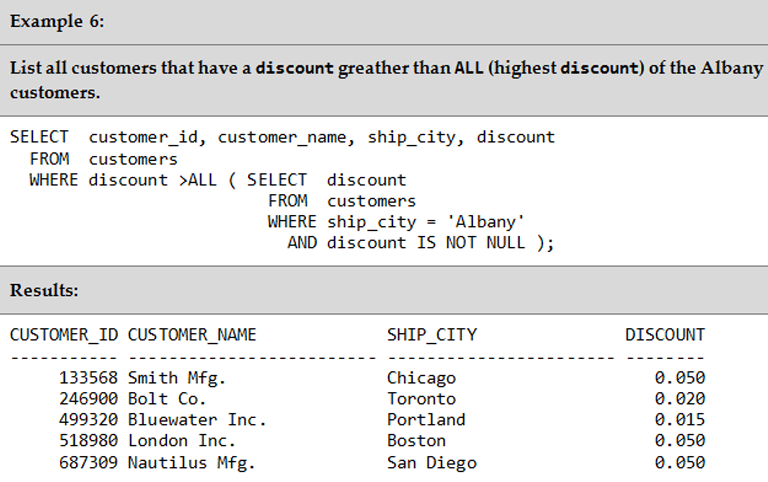 Example 6:
List all customers that have a discount greather than ALL (highest discount) of the Albany
customers.
SELECT  customer_id, customer_name, ship_city, discount
  FROM  customers
  WHERE discount >ALL ( SELECT  discount
                          FROM  customers
                          WHERE ship_city = 'Albany'
                            AND discount IS NOT NULL );
Results:
CUSTOMER_ID CUSTOMER_NAME             SHIP_CITY               DISCOUNT
----------- ------------------------- ----------------------- --------
     133568 Smith Mfg.                Chicago                    0.050
     246900 Bolt Co.                  Toronto                    0.020
     499320 Bluewater Inc.            Portland                   0.015
     518980 London Inc.               Boston                     0.050
     687309 Nautilus Mfg.             San Diego                  0.050